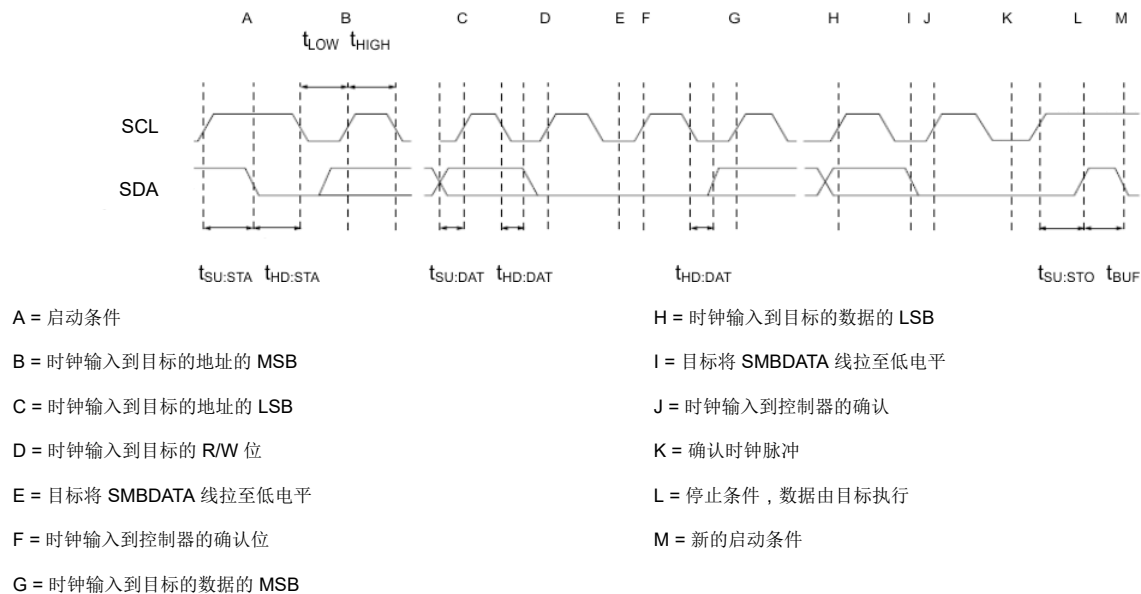 A B C D E F G H I J K L M
tLOW tHIGH
SCL
SDA
tSU:STA tHD:STA tSU:DAT tHD:DAT tHD:DAT tSU:STO tBUF
A = 启动条件
B = 时钟输入到目标的地址的 MSB
C = 时钟输入到目标的地址的 LSB
D = 时钟输入到目标的 R/W 位
E = 目标将 SMBDATA 线拉至低电平
F = 时钟输入到控制器的确认位
G = 时钟输入到目标的数据的 MSB
H = 时钟输入到目标的数据的 LSB
I = 目标将 SMBDATA 线拉至低电平
J = 时钟输入到控制器的确认
K = 确认时钟脉冲
L = 停止条件，数据由目标执行
M = 新的启动条件